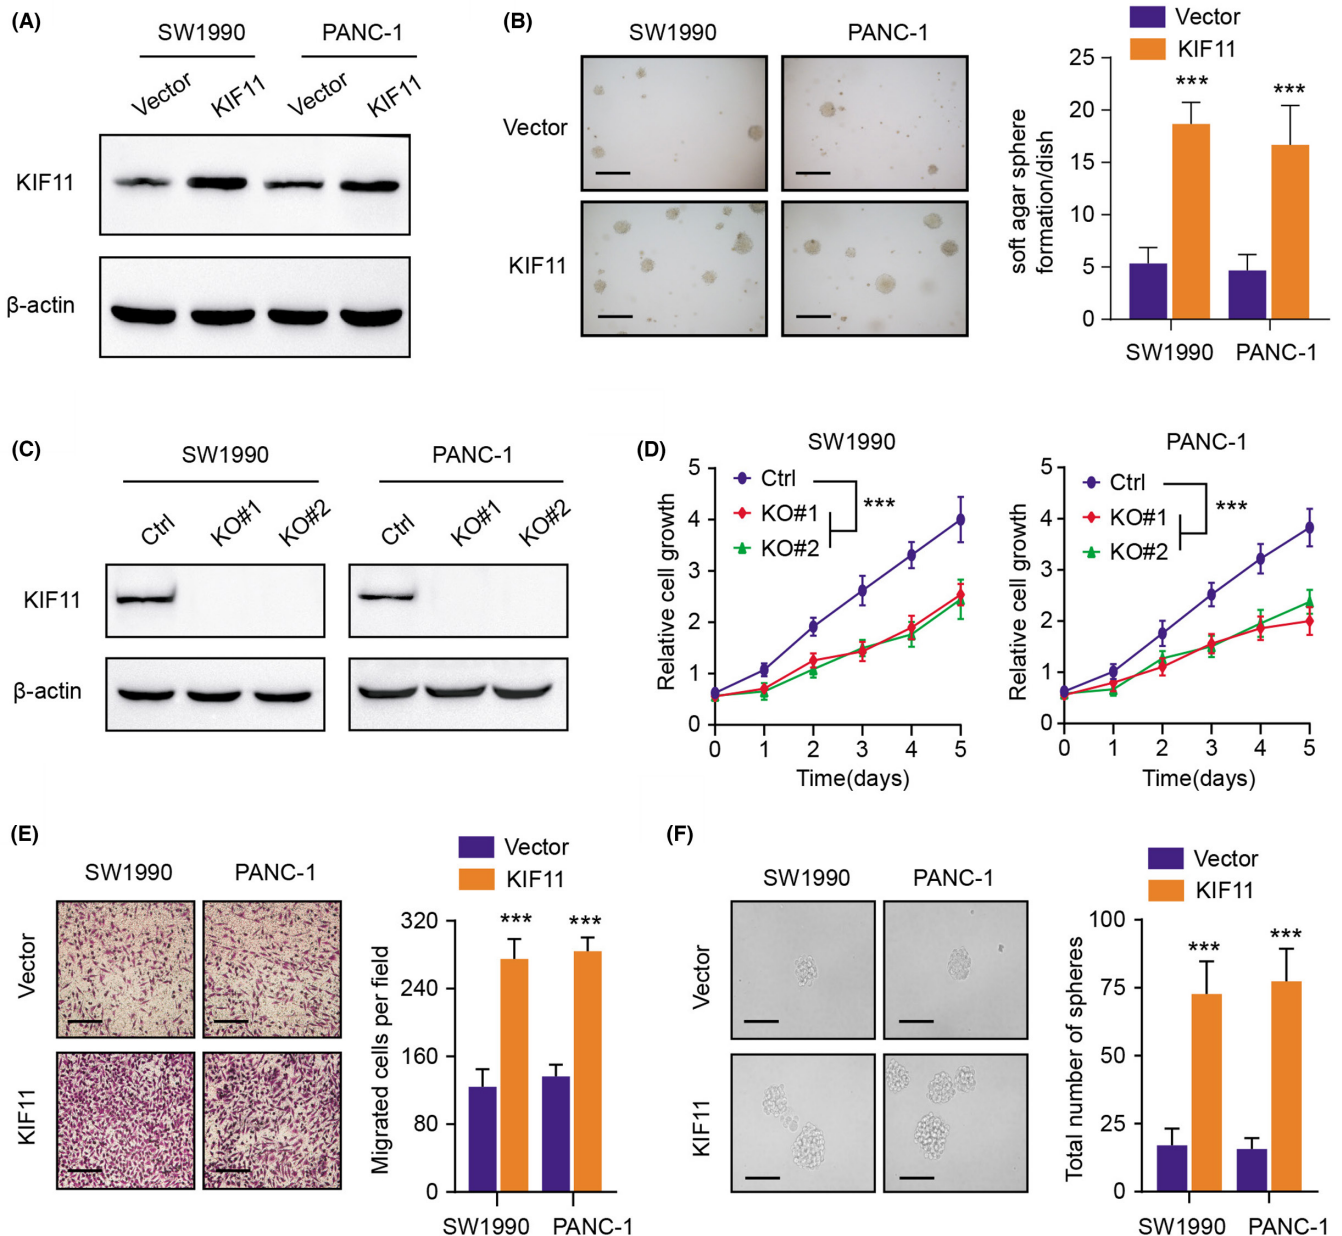 (A)
SW1990 PANC-1
Vector KIF11 Vector KIF11
KIF11
β-actin
(B)
SW1990 PANC-1
Vector
KIF11
Vector
KIF11
soft agar sphere
formation/dish
25
20
15
10
5
0
*** ***
SW1990 PANC-1
(C)
SW1990 PANC-1
Ctrl KO#1 KO#2 Ctrl KO#1 KO#2
KIF11
β-actin
(D)
SW1990
Ctrl
KO#1
KO#2
***
Relative cell growth
5
4
3
2
1
0
0 1 2 3 4 5
Time(days)
PANC-1
Ctrl
KO#1
KO#2
***
Relative cell growth
5
4
3
2
1
0
0 1 2 3 4 5
Time(days)
(E)
SW1990 PANC-1
Vector
KIF11
Vector
KIF11
Migrated cells per field
320
240
160
80
0
*** ***
SW1990 PANC-1
(F)
SW1990 PANC-1
Vector
KIF11
Vector
KIF11
Total number of spheres
100
75
50
25
0
*** ***
SW1990 PANC-1